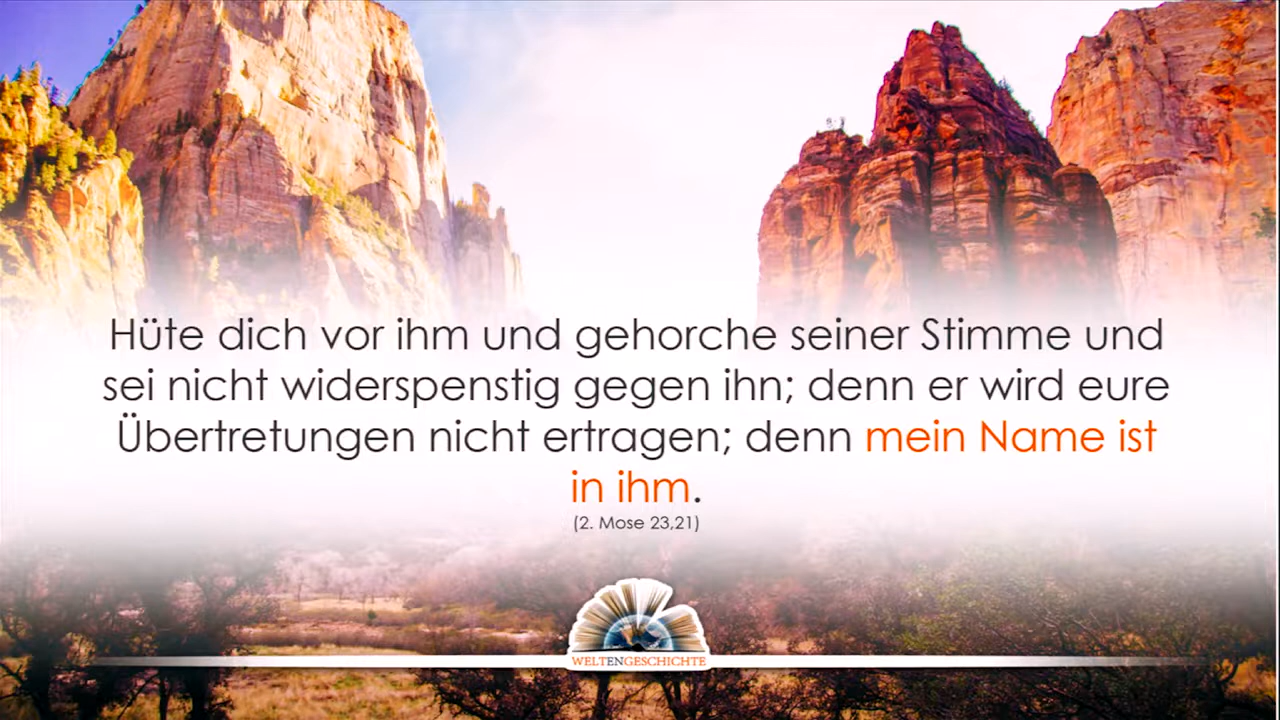 Hüte dich vor ihm und gehorche seiner Stimme und
sei nicht widerspenstig gegen ihn; denn er wird eure
Übertretungen nicht ertragen; denn mein Name ist
in ihm.
(2. Mose 23,21)
WELTENGESCHICHTE